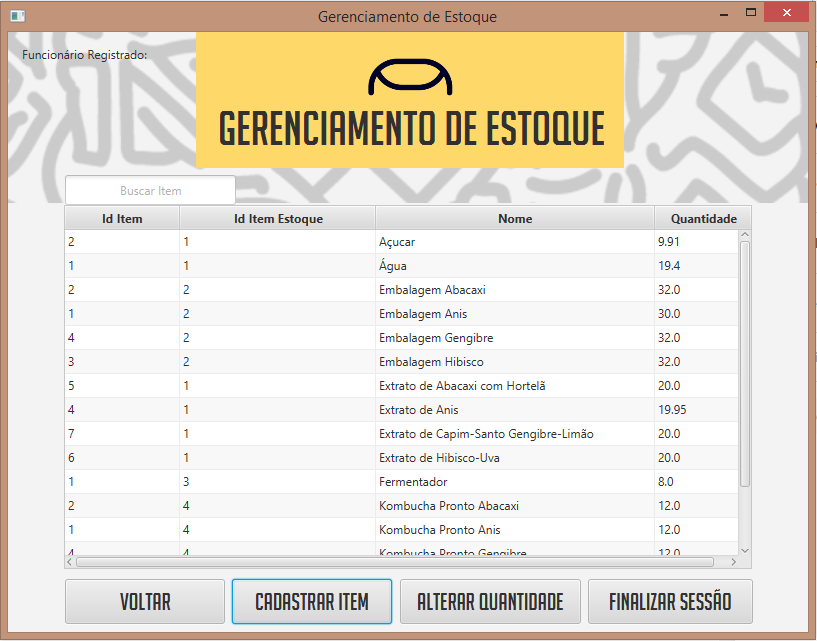 Gerenciamento de Estoque
Funcionário Registrado:
GERENCIAMENTO DE ESTOQUE
Buscar Item
Id Item Id Item Estoque Nome Quantidade
2 1 Açucar 9.91
1 1 Água 19.4
2 2 Embalagem Abacaxi 32.0
1 2 Embalagem Anis 30.0
4 2 Embalagem Gengibre 32.0
3 2 Embalagem Hibisco 32.0
5 1 Extrato de Abacaxi com Hortelã 20.0
4 1 Extrato de Anis 19.95
7 1 Extrato de Capim-Santo Gengibre-Limão 20.0
6 1 Extrato de Hibisco-Uva 20.0
1 3 Fermentador 8.0
2 4 Kombucha Pronto Abacaxi 12.0
1 4 Kombucha Pronto Anis 12.0
4 4 Kombucha Pronto Gengibre 12.0
VOLTAR CADASTRAR ITEM ALTERAR QUANTIDADE FINALIZAR SESSÃO